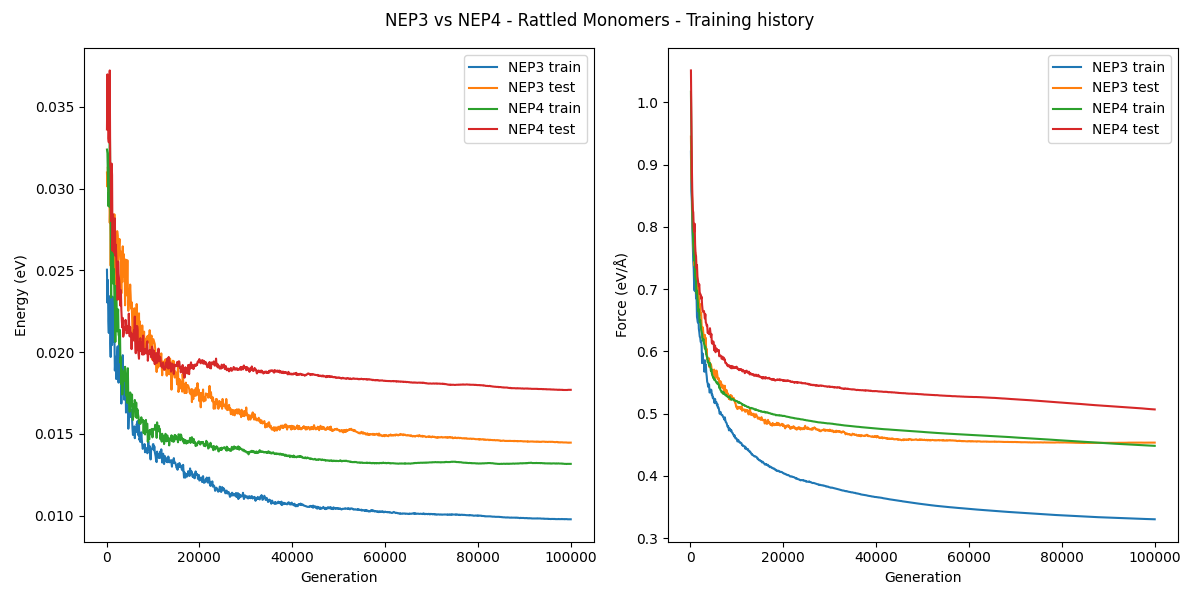 NEP3 vs NEP4 - Rattled Monomers - Training history
Energy (eV)
0.035
0.030
0.025
0.020
0.015
0.010
0
20000
40000
60000
80000
100000
Generation
NEP3 train
NEP3 test
NEP4 train
NEP4 test
Force (eV/Å)
1.0
0.9
0.8
0.7
0.6
0.5
0.4
0.3
0
20000
40000
60000
80000
100000
Generation
NEP3 train
NEP3 test
NEP4 train
NEP4 test